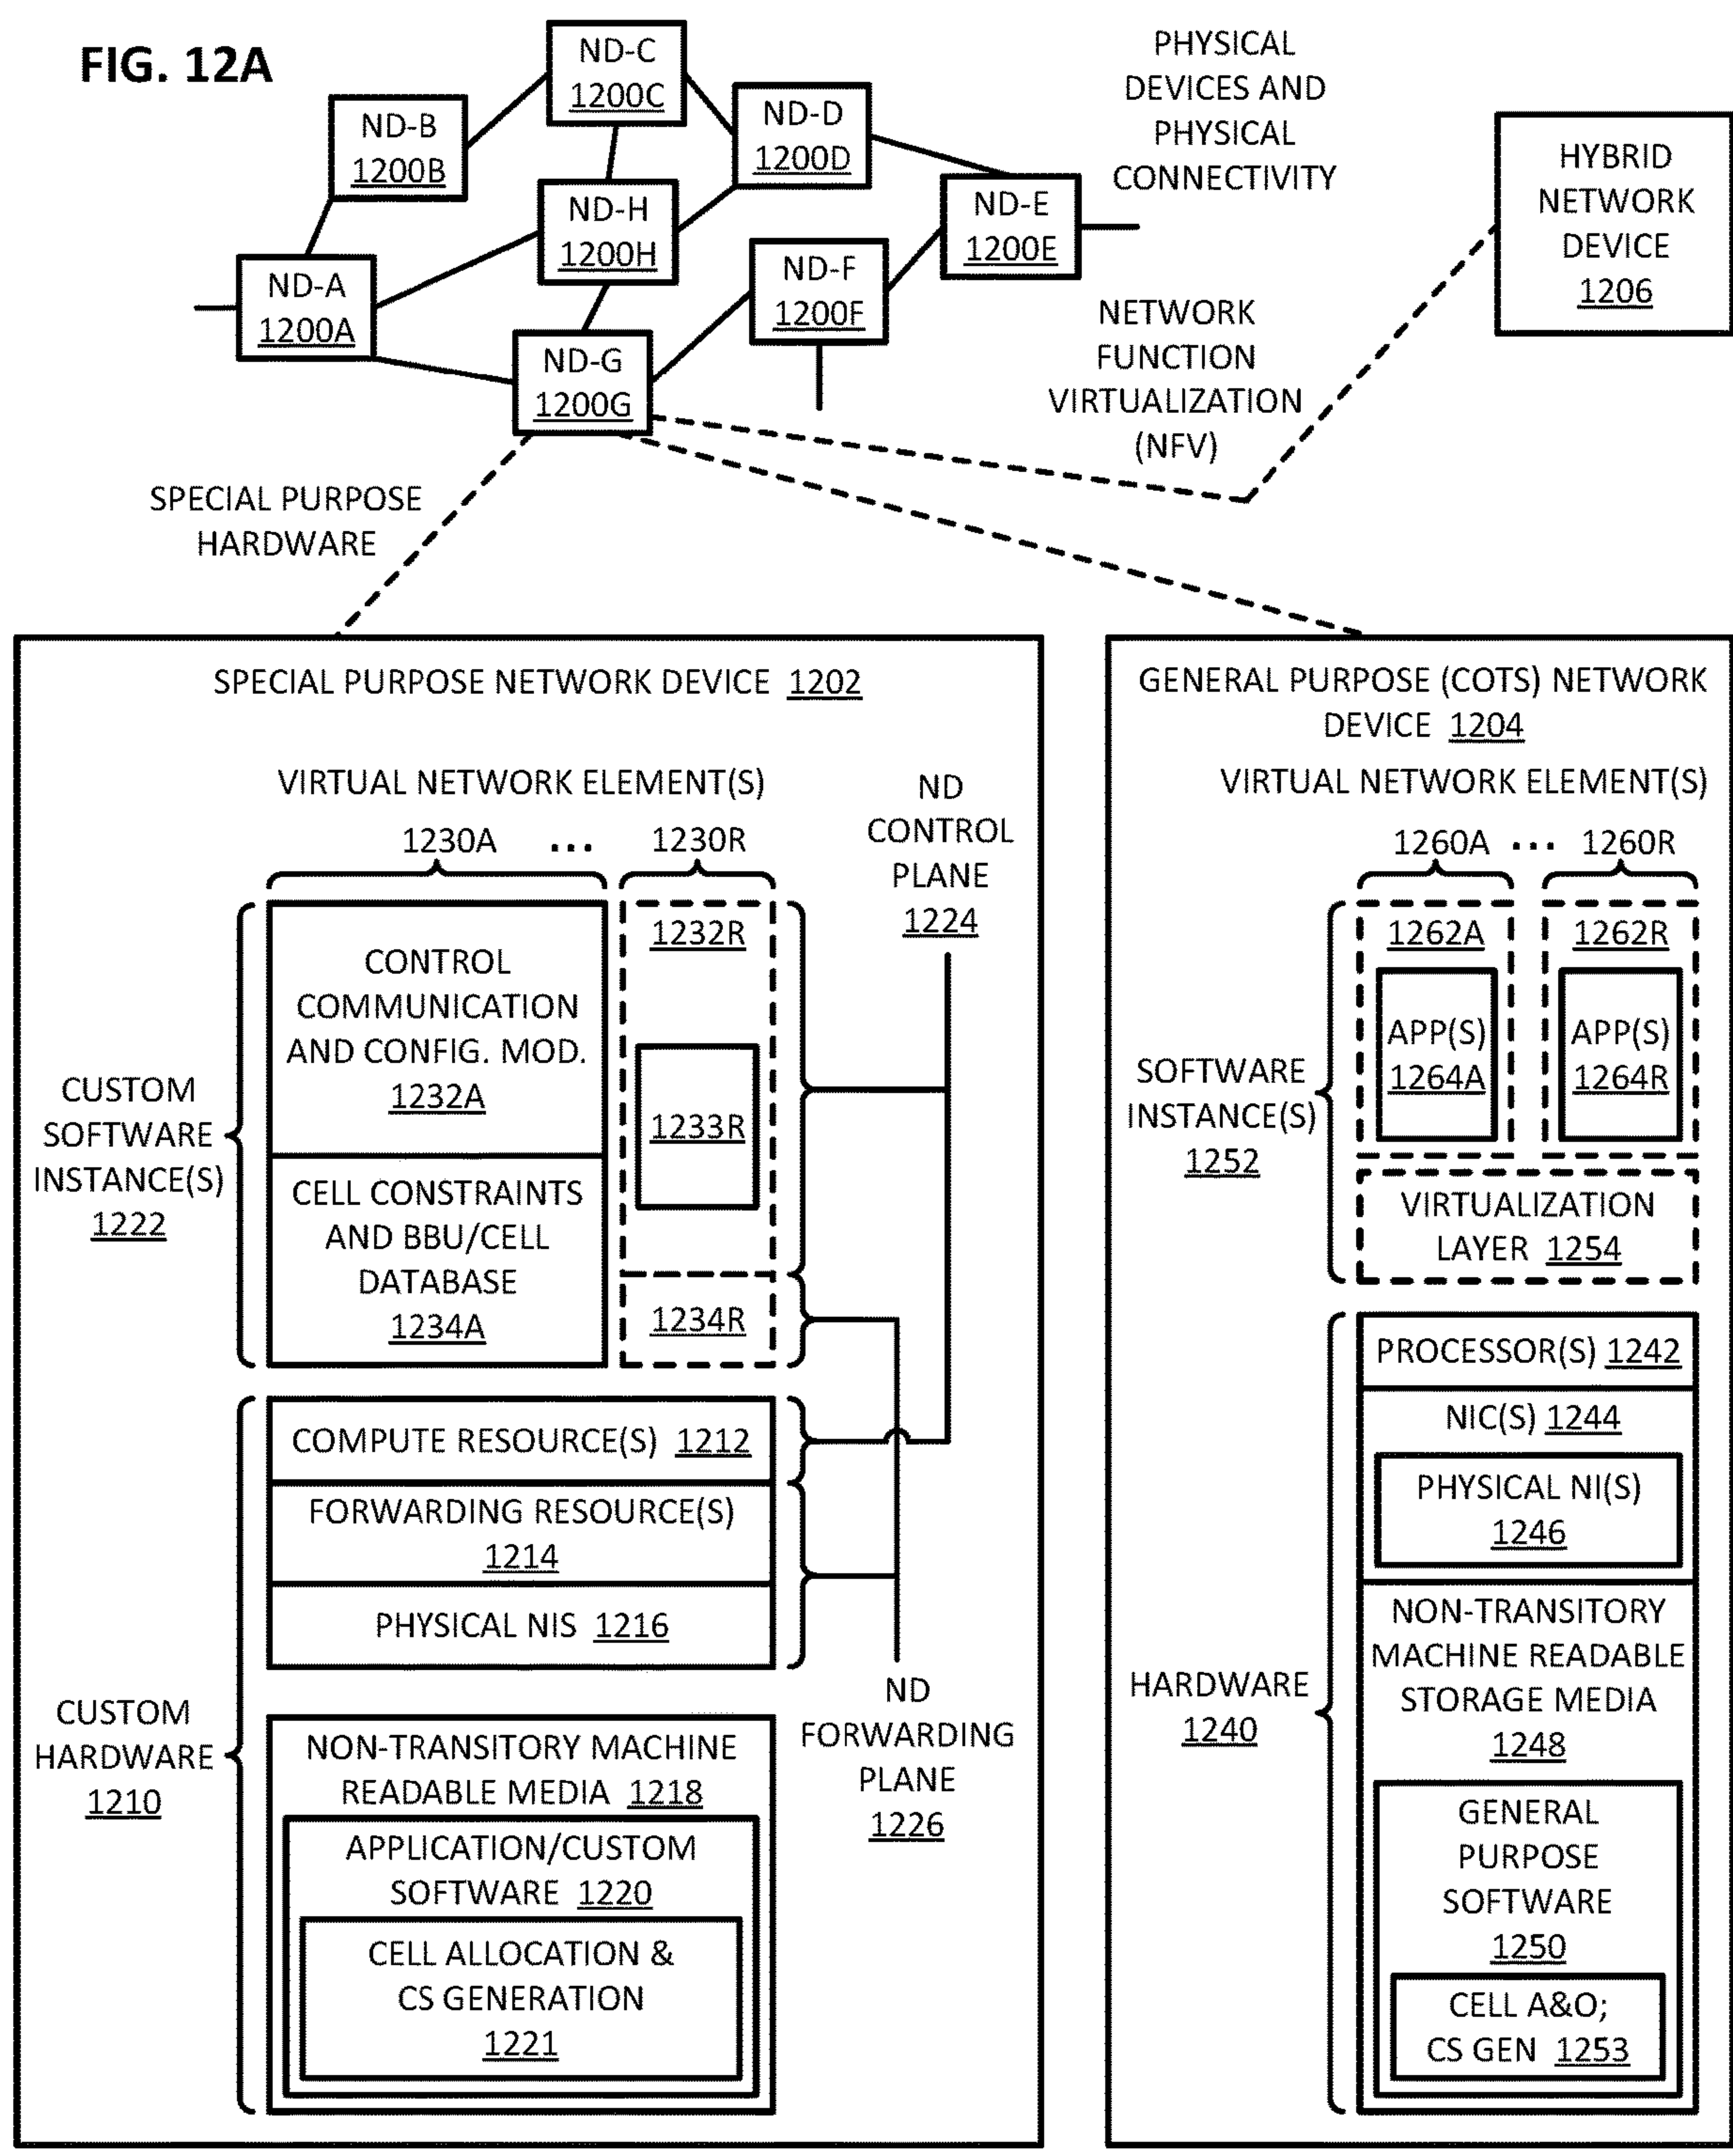 FIG. 12A
ND-C
1200C
PHYSICAL
DEVICES AND
PHYSICAL
CONNECTIVITY
ND-B
1200B
ND-D
1200D
HYBRID
NETWORK
DEVICE
1206
ND-H
1200H
ND-E
1200E
ND-A
1200A
ND-F
1200F
NETWORK
FUNCTION
VIRTUALIZATION
(NFV)
ND-G
1200G
SPECIAL PURPOSE
HARDWARE
SPECIAL PURPOSE NETWORK DEVICE 1202
VIRTUAL NETWORK ELEMENT(S)
1230A ... 1230R
ND
CONTROL
PLANE
1224
CUSTOM
SOFTWARE
INSTANCE(S)
1222
CONTROL
COMMUNICATION
AND CONFIG. MOD.
1232A
1232R
1233R
CELL CONSTRAINTS
AND BBU/CELL
DATABASE
1234A
1234R
CUSTOM
HARDWARE
1210
COMPUTE RESOURCE(S) 1212
FORWARDING RESOURCE(S)
1214
PHYSICAL NIS 1216
ND
FORWARDING
PLANE
1226
NON-TRANSITORY MACHINE
READABLE MEDIA 1218
APPLICATION/CUSTOM
SOFTWARE 1220
CELL ALLOCATION &
CS GENERATION
1221
GENERAL PURPOSE (COTS) NETWORK
DEVICE 1204
VIRTUAL NETWORK ELEMENT(S)
1260A ... 1260R
SOFTWARE
INSTANCE(S)
1252
1262A
APP(S)
1264A
1262R
APP(S)
1264R
VIRTUALIZATION
LAYER 1254
HARDWARE
1240
PROCESSOR(S) 1242
NIC(S) 1244
PHYSICAL NI(S)
1246
NON-TRANSITORY
MACHINE READABLE
STORAGE MEDIA
1248
GENERAL
PURPOSE
SOFTWARE
1250
CELL A&O;
CS GEN 1253